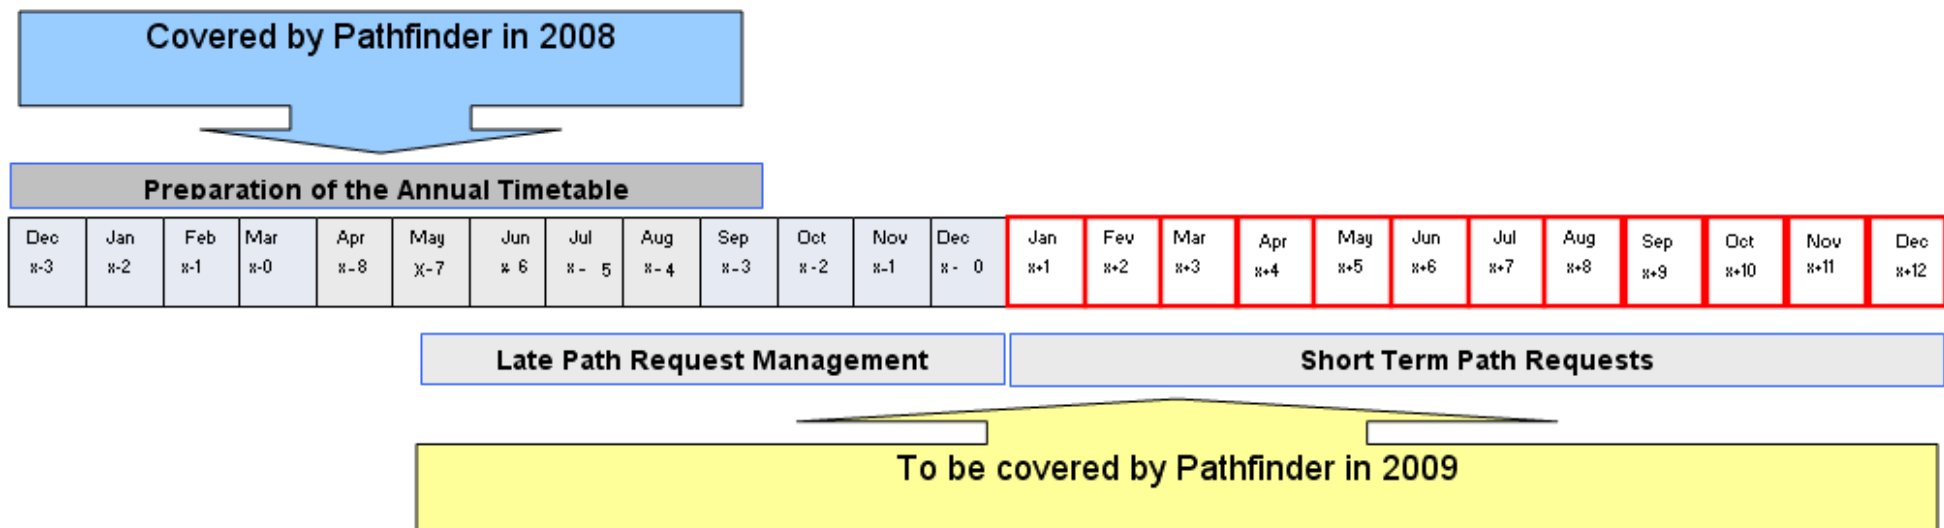 Covered by Pathfinder in 2008
Preparation of the Annual Timetable
Dec Jan Feb Mar Apr May Jun Jul Aug Sep Oct Nov Dec Jan Fev Mar Apr May Jun Jul Aug Sep Oct Nov Dec
x-3 x-2 x-1 x-0 x-8 X-7 x- 6 x- 5 x-4 x-3 x-2 x-1 x- 0 x+1 x+2 x+3 x+4 x+5 x+6 x+7 x+8 x+9 x+10 x+11 x+12
Late Path Request Management Short Term Path Requests
To be covered by Pathfinder in 2009